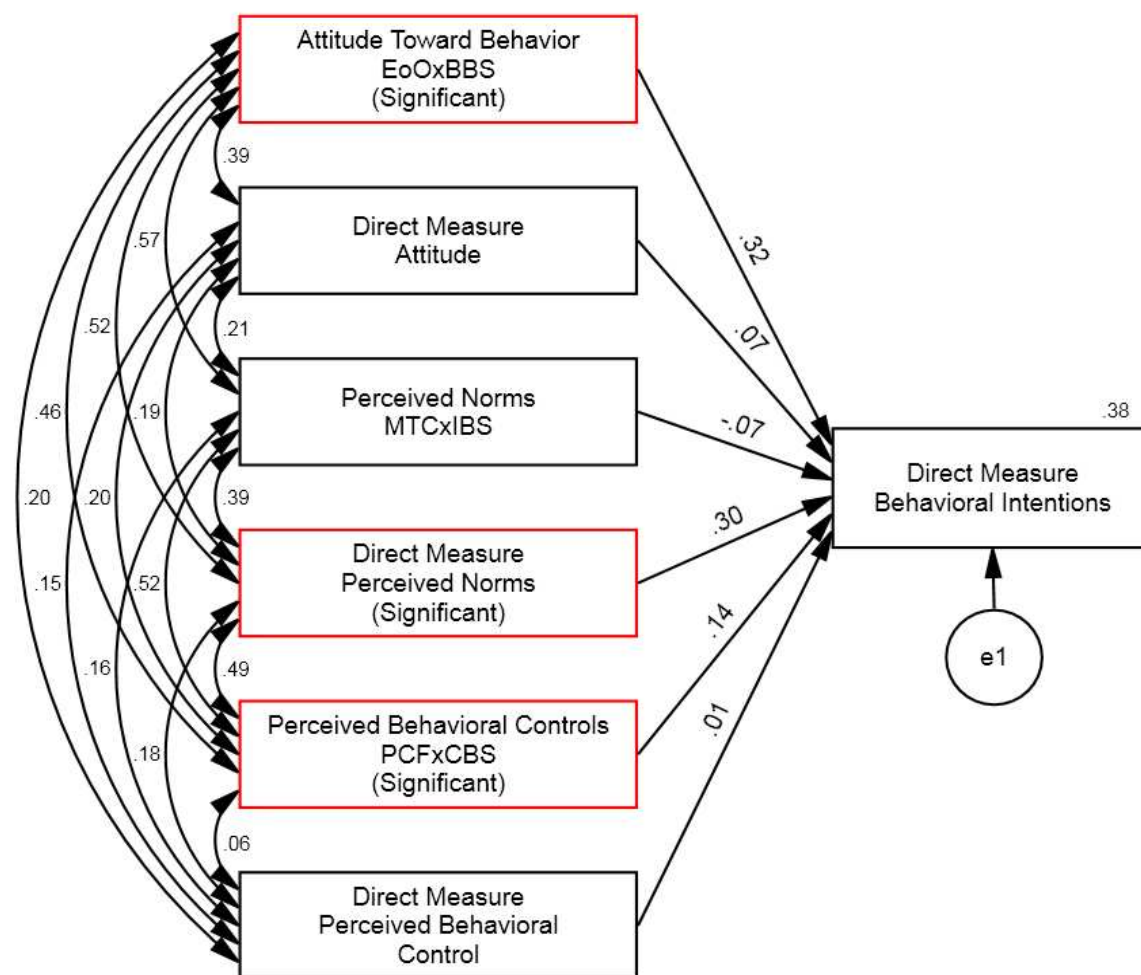 Attitude Toward Behavior
EoOxBBS
(Significant)
.39
Direct Measure
Attitude
.57
.32
.07
.52
.21
Perceived Norms
MTCxIBS
-.07
.38
.46
.19
Direct Measure
Behavioral Intentions
.20
.20
.39
.30
Direct Measure
Perceived Norms
(Significant)
.15
.52
.14
.16
.49
e1
.01
Perceived Behavioral Controls
PCFxCBS
(Significant)
.18
.06
Direct Measure
Perceived Behavioral
Control